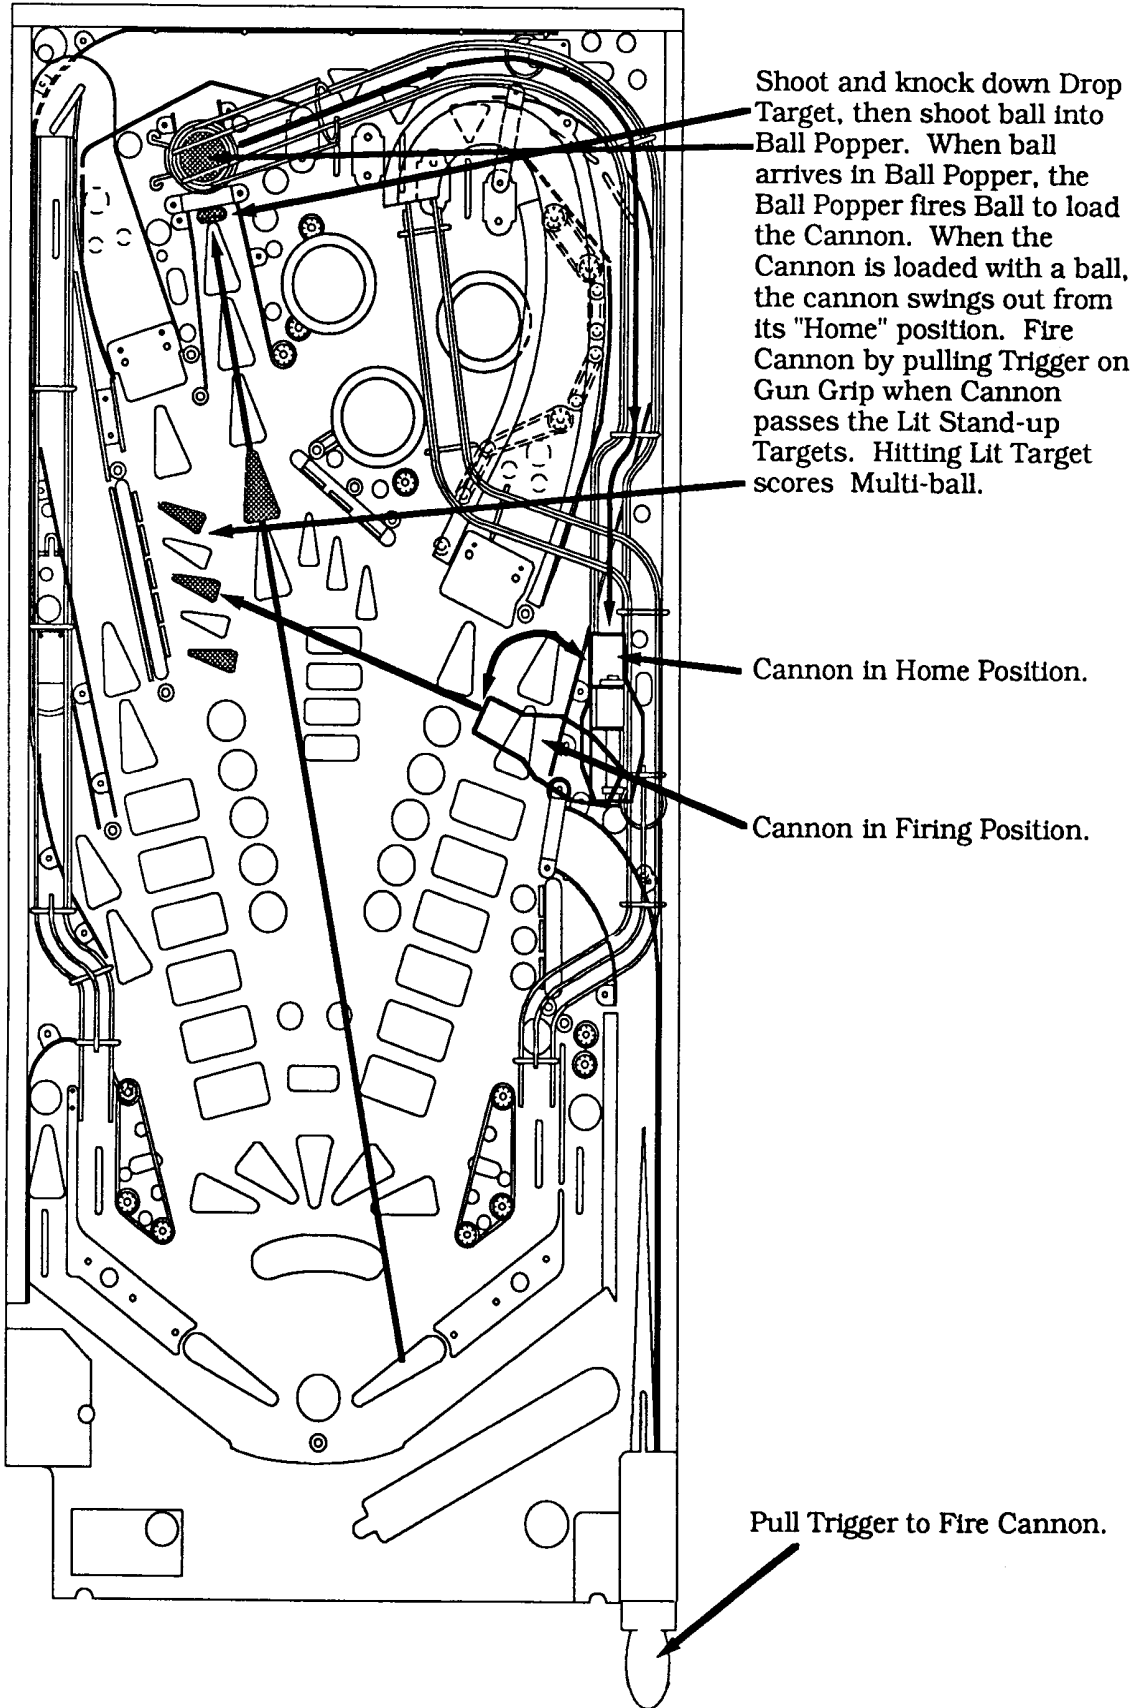 Shoot and knock down Drop
Target, then shoot ball into
Ball Popper.  When ball
arrives in Ball Popper, the
Ball Popper fires Ball to load
the Cannon.  When the
Cannon is loaded with a ball,
the cannon swings out from
its "Home" position.  Fire
Cannon by pulling Trigger on
Gun Grip when Cannon
passes the Lit Stand-up
Targets.  Hitting Lit Target
scores  Multi-ball.
Cannon in Home Position.
Cannon in Firing Position.
Pull Trigger to Fire Cannon.